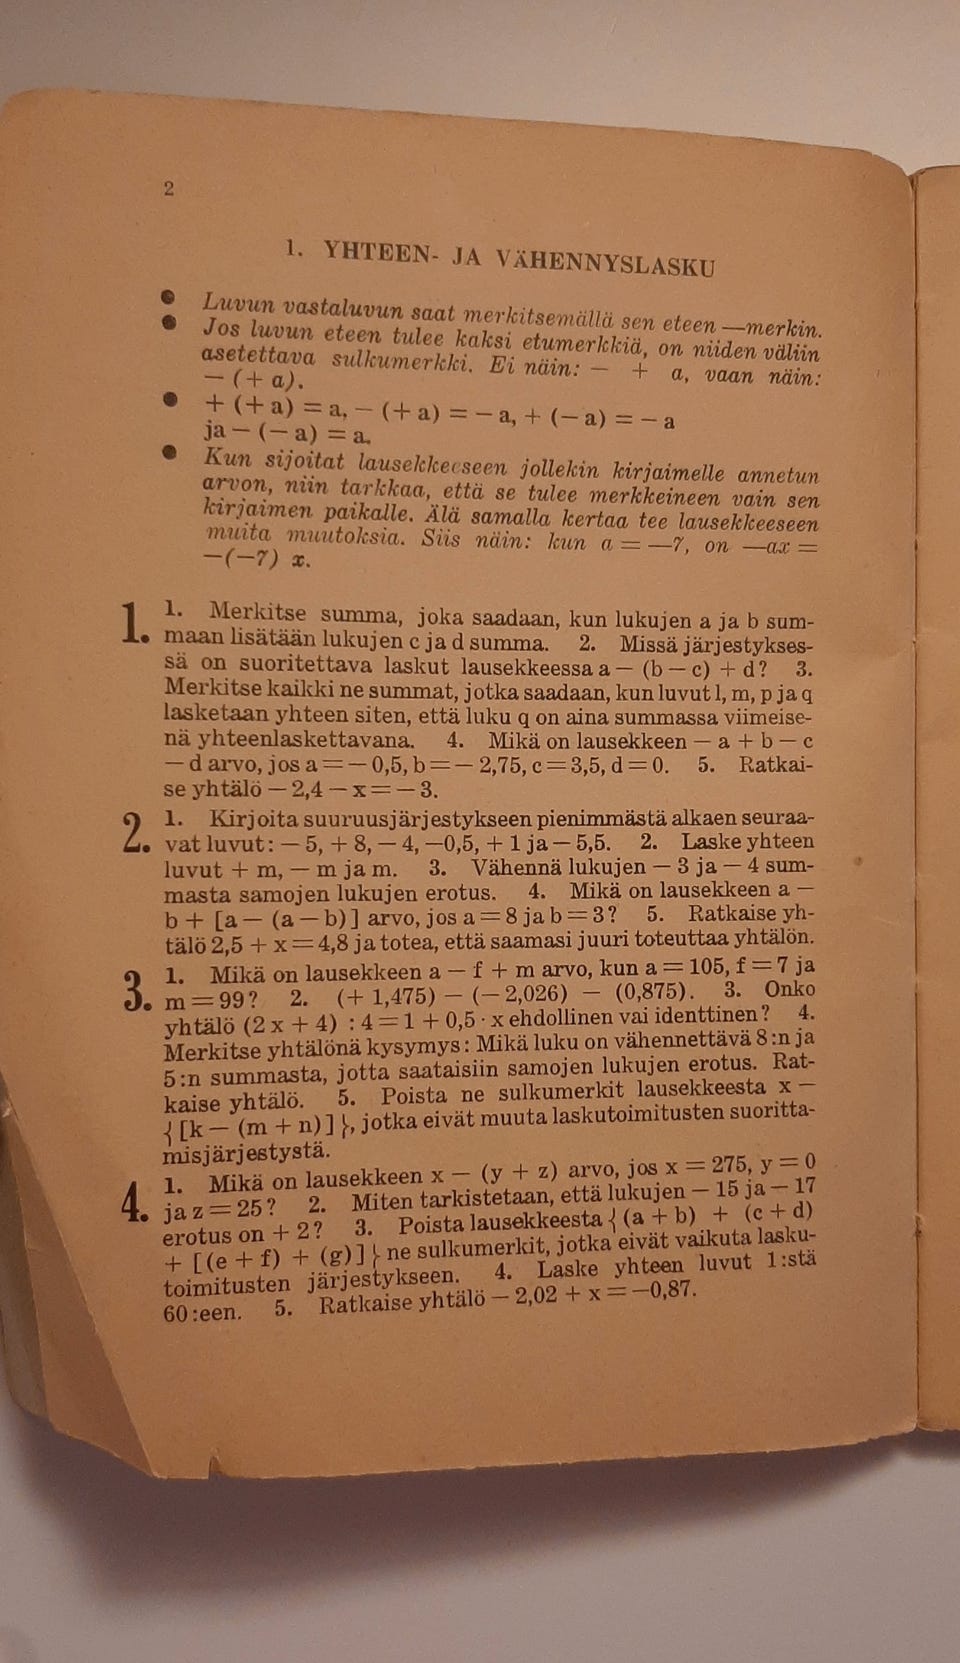 2
1. YHTEEN- JA VÄHENNYSLASKU
● Luvun vastaluvun saat merkitsemällä sen eteen —merkin.
● Jos luvun eteen tulee kaksi etumerkkiä, on niiden väliin
asetettava sulkumerkki. Ei näin: — + a, vaan näin:
— (+ a).
● + (+ a) = a, — (+ a) = — a, + (— a) = — a
ja — (— a) = a.
● Kun sijoitat lausekkeeseen jollekin kirjaimelle annetun
arvon, niin tarkkaa, että se tulee merkkeineen vain sen
kirjaimen paikalle. Älä samalla kertaa tee lausekkeeseen
muita muutoksia. Siis näin: kun a = —7, on —ax =
—(—7) x.
1. 1. Merkitse summa, joka saadaan, kun lukujen a ja b sum-
maan lisätään lukujen c ja d summa. 2. Missä järjestykses-
sä on suoritettava laskut lausekkeessa a — (b — c) + d? 3.
Merkitse kaikki ne summat, jotka saadaan, kun luvut l, m, p ja q
lasketaan yhteen siten, että luku q on aina summassa viimeise-
nä yhteenlaskettavana. 4. Mikä on lausekkeen — a + b — c
— d arvo, jos a = — 0,5, b = — 2,75, c = 3,5, d = 0. 5. Ratkai-
se yhtälö — 2,4 — x = — 3.
2. 1. Kirjoita suuruusjärjestykseen pienimmästä alkaen seuraa-
vat luvut: — 5, + 8, — 4, —0,5, + 1 ja — 5,5. 2. Laske yhteen
luvut + m, — m ja m. 3. Vähennä lukujen — 3 ja — 4 sum-
masta samojen lukujen erotus. 4. Mikä on lausekkeen a —
b + [a — (a — b)] arvo, jos a = 8 ja b = 3? 5. Ratkaise yh-
tälö 2,5 + x = 4,8 ja totea, että saamasi juuri toteuttaa yhtälön.
3. 1. Mikä on lausekkeen a — f + m arvo, kun a = 105, f = 7 ja
m = 99? 2. (+ 1,475) — (— 2,026) — (0,875). 3. Onko
yhtälö (2 x + 4) : 4 = 1 + 0,5 · x ehdollinen vai identtinen? 4.
Merkitse yhtälönä kysymys: Mikä luku on vähennettävä 8:n ja
5:n summasta, jotta saataisiin samojen lukujen erotus. Rat-
kaise yhtälö. 5. Poista ne sulkumerkit lausekkeesta x —
{ [k — (m + n)] }, jotka eivät muuta laskutoimitusten suoritta-
misjärjestystä.
4. 1. Mikä on lausekkeen x — (y + z) arvo, jos x = 275, y = 0
ja z = 25? 2. Miten tarkistetaan, että lukujen — 15 ja — 17
erotus on + 2? 3. Poista lausekkeesta { (a + b) + (c + d)
+ [(e + f) + (g)] } ne sulkumerkit, jotka eivät vaikuta lasku-
toimitusten järjestykseen. 4. Laske yhteen luvut 1:stä
60:een. 5. Ratkaise yhtälö — 2,02 + x = —0,87.